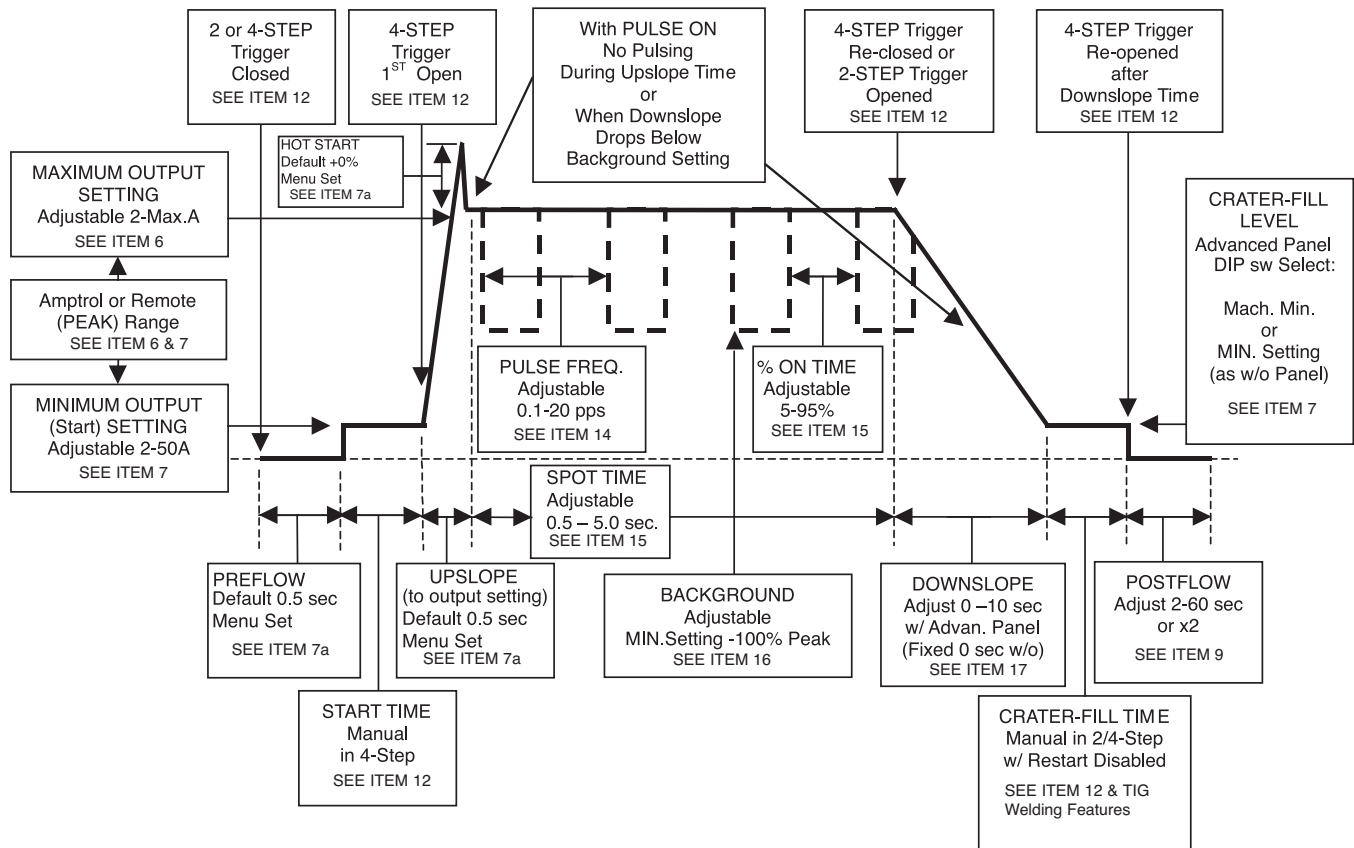 2 or 4-STEP
Trigger
Closed
SEE ITEM 12
4-STEP
Trigger
1ST Open
SEE ITEM 12
With PULSE ON
No Pulsing
During Upslope Time
or
When Downslope
Drops Below
Background Setting
4-STEP Trigger
Re-closed or
2-STEP Trigger
Opened
SEE ITEM 12
4-STEP Trigger
Re-opened
after
Downslope Time
SEE ITEM 12
HOT START
Default +0%
Menu Set
SEE ITEM 7a
MAXIMUM OUTPUT
SETTING
Adjustable 2-Max.A
SEE ITEM 6
Amptrol or Remote
(PEAK) Range
SEE ITEM 6 & 7
MINIMUM OUTPUT
(Start) SETTING
Adjustable 2-50A
SEE ITEM 7
CRATER-FILL
LEVEL
Advanced Panel
DIP sw Select:
Mach. Min.
or
MIN. Setting
(as w/o Panel)
SEE ITEM 7
PULSE FREQ.
Adjustable
0.1-20 pps
SEE ITEM 14
% ON TIME
Adjustable
5-95%
SEE ITEM 15
SPOT TIME
Adjustable
0.5 – 5.0 sec.
SEE ITEM 15
PREFLOW
Default 0.5 sec
Menu Set
SEE ITEM 7a
UPSLOPE
(to output setting)
Default 0.5 sec
Menu Set
SEE ITEM 7a
BACKGROUND
Adjustable
MIN.Setting -100% Peak
SEE ITEM 16
DOWNSLOPE
Adjust 0 –10 sec
w/ Advan. Panel
(Fixed 0 sec w/o)
SEE ITEM 17
POSTFLOW
Adjust 2-60 sec
or x2
SEE ITEM 9
START TIME
Manual
in 4-Step
SEE ITEM 12
CRATER-FILL TIME
Manual in 2/4-Step
w/ Restart Disabled
SEE ITEM 12 & TIG
Welding Features